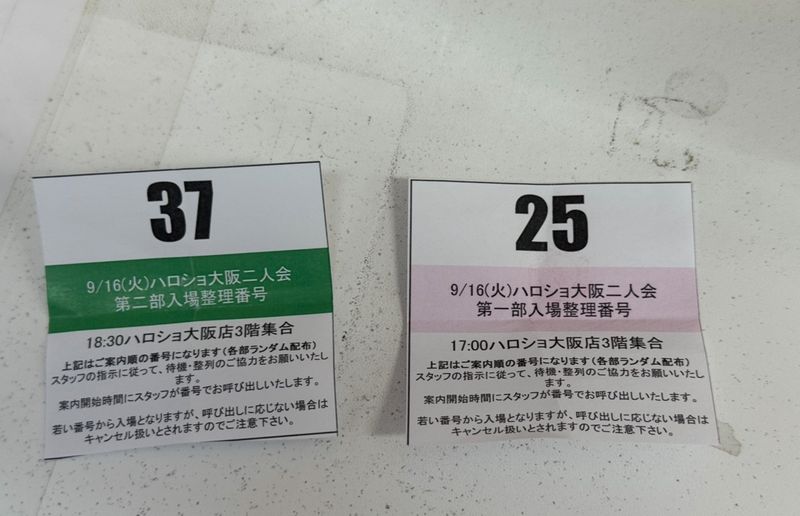 37
9/16(火)ハロショ大阪二人会
第二部入場整理番号
18:30ハロショ大阪店3階集合
上記はご案内順の番号になります(各部ランダム配布)
スタッフの指示に従って、待機・整列のご協力をお願いいたし
ます。
案内開始時間にスタッフが番号でお呼び出しいたします。
若い番号から入場となりますが、呼び出しに応じない場合は
キャンセル扱いとされますのでご注意下さい。
25
9/16(火)ハロショ大阪二人会
第一部入場整理番号
17:00ハロショ大阪店3階集合
上記はご案内順の番号になります(各部ランダム配布)
スタッフの指示に従って、待機・整列のご協力をお願いいたし
ます。
案内開始時間にスタッフが番号でお呼び出しいたします。
若い番号から入場となりますが、呼び出しに応じない場合は
キャンセル扱いとされますのでご注意下さい。